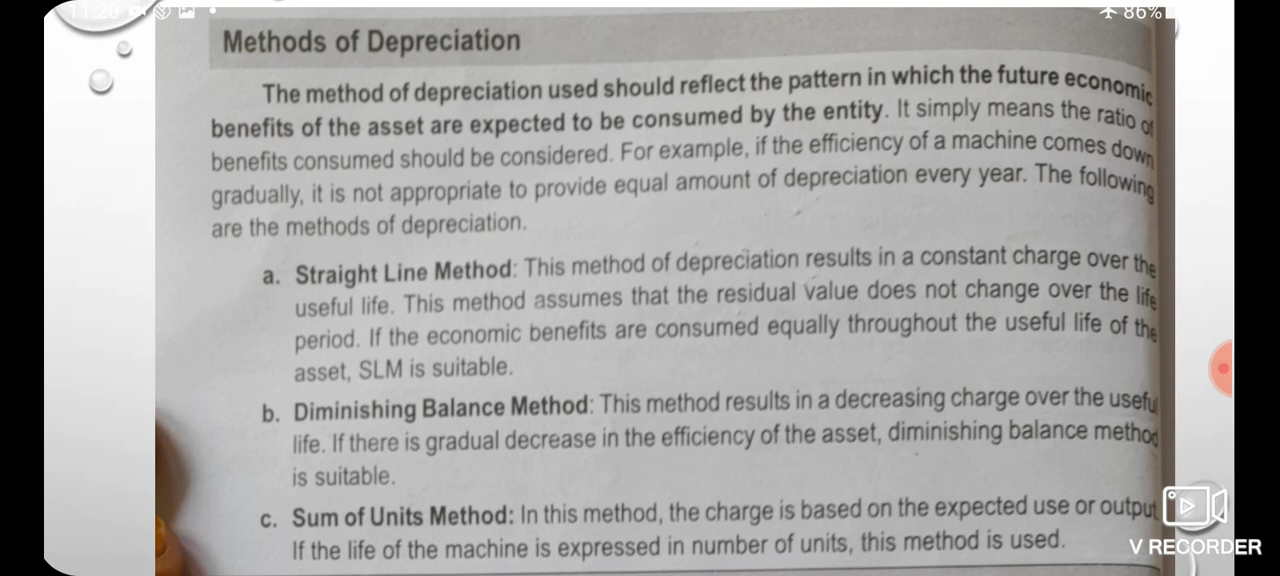 11:20
86%
Methods of Depreciation
The method of depreciation used should reflect the pattern in which the future economic
benefits of the asset are expected to be consumed by the entity. It simply means the ratio of
benefits consumed should be considered. For example, if the efficiency of a machine comes down
gradually, it is not appropriate to provide equal amount of depreciation every year. The following
are the methods of depreciation.
a. Straight Line Method: This method of depreciation results in a constant charge over the
useful life. This method assumes that the residual value does not change over the life
period. If the economic benefits are consumed equally throughout the useful life of the
asset, SLM is suitable.
b. Diminishing Balance Method: This method results in a decreasing charge over the usefu
life. If there is gradual decrease in the efficiency of the asset, diminishing balance method
is suitable.
c. Sum of Units Method: In this method, the charge is based on the expected use or output
If the life of the machine is expressed in number of units, this method is used.
V RECORDER